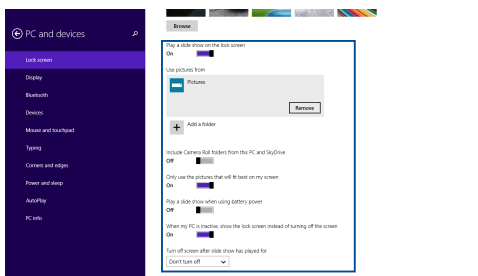 PC and devices
Lock screen
Display
Bluetooth
Devices
Mouse and touchpad
Typing
Corners and edges
Power and sleep
AutoPlay
PC info
Browse
Play a slide show on the lock screen
On
Use pictures from
Pictures
Remove
Add a folder
Include Camera Roll folders from this PC and SkyDrive
Off
Only use the pictures that will fit best on my screen
On
Play a slide show when using battery power
Off
When my PC is inactive, show the lock screen instead of turning off the screen
On
Turn off screen after slide show has played for
Don't turn off